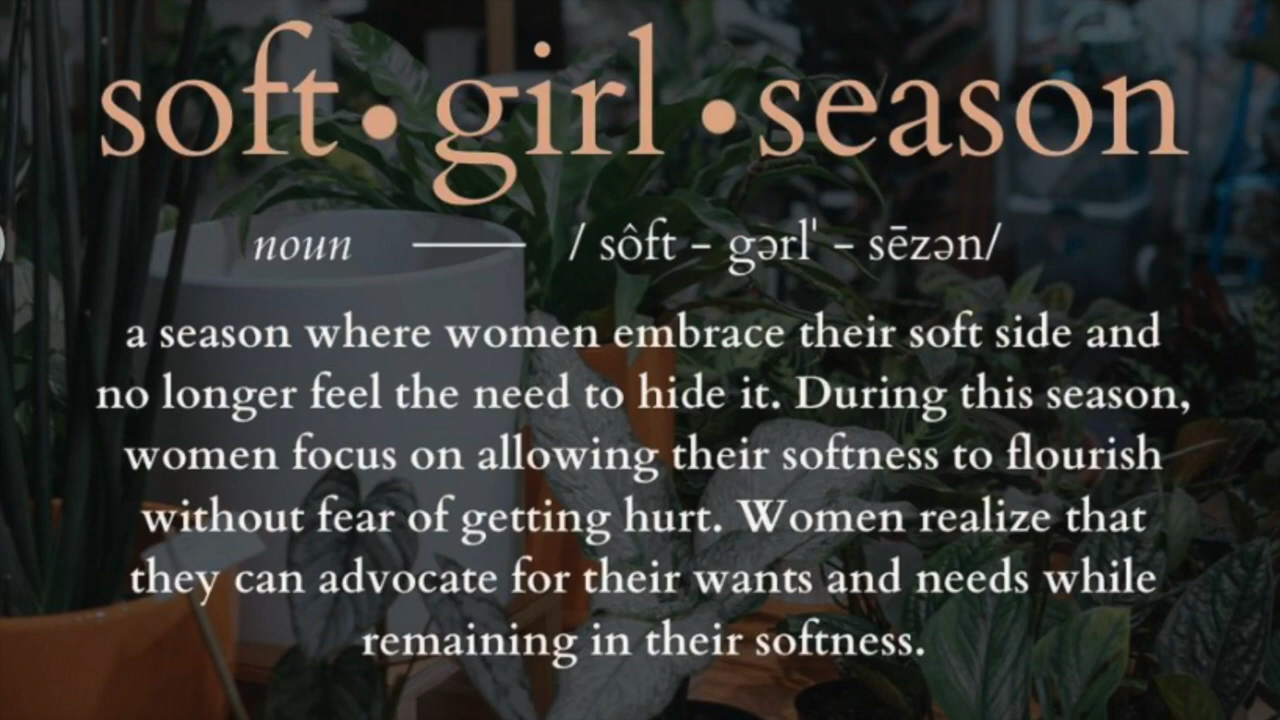 soft•girl•season
noun — / sôft – gərl' – sēzən/
a season where women embrace their soft side and
no longer feel the need to hide it. During this season,
women focus on allowing their softness to flourish
without fear of getting hurt. Women realize that
they can advocate for their wants and needs while
remaining in their softness.